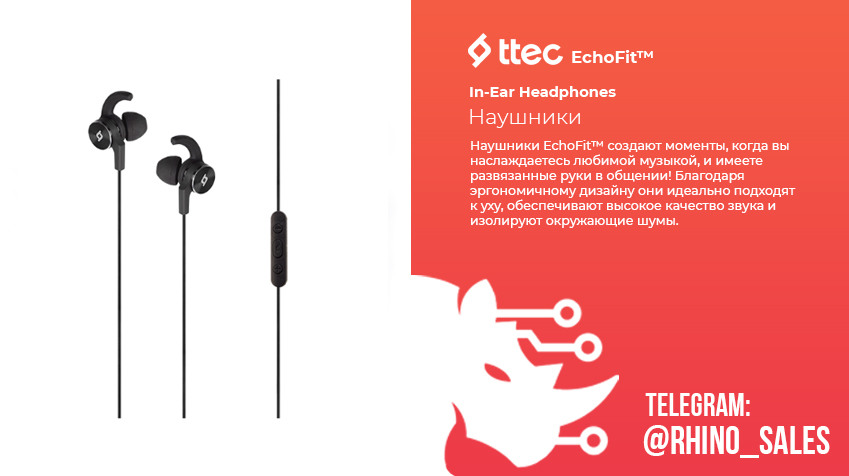 ttec EchoFit™
In-Ear Headphones
Наушники
Наушники EchoFit™ создают моменты, когда вы
наслаждаетесь любимой музыкой, и имеете
развязанные руки в общении! Благодаря
эргономичному дизайну они идеально подходят
к уху, обеспечивают высокое качество звука и
изолируют окружающие шумы.
TELEGRAM:
@RHINO_SALES